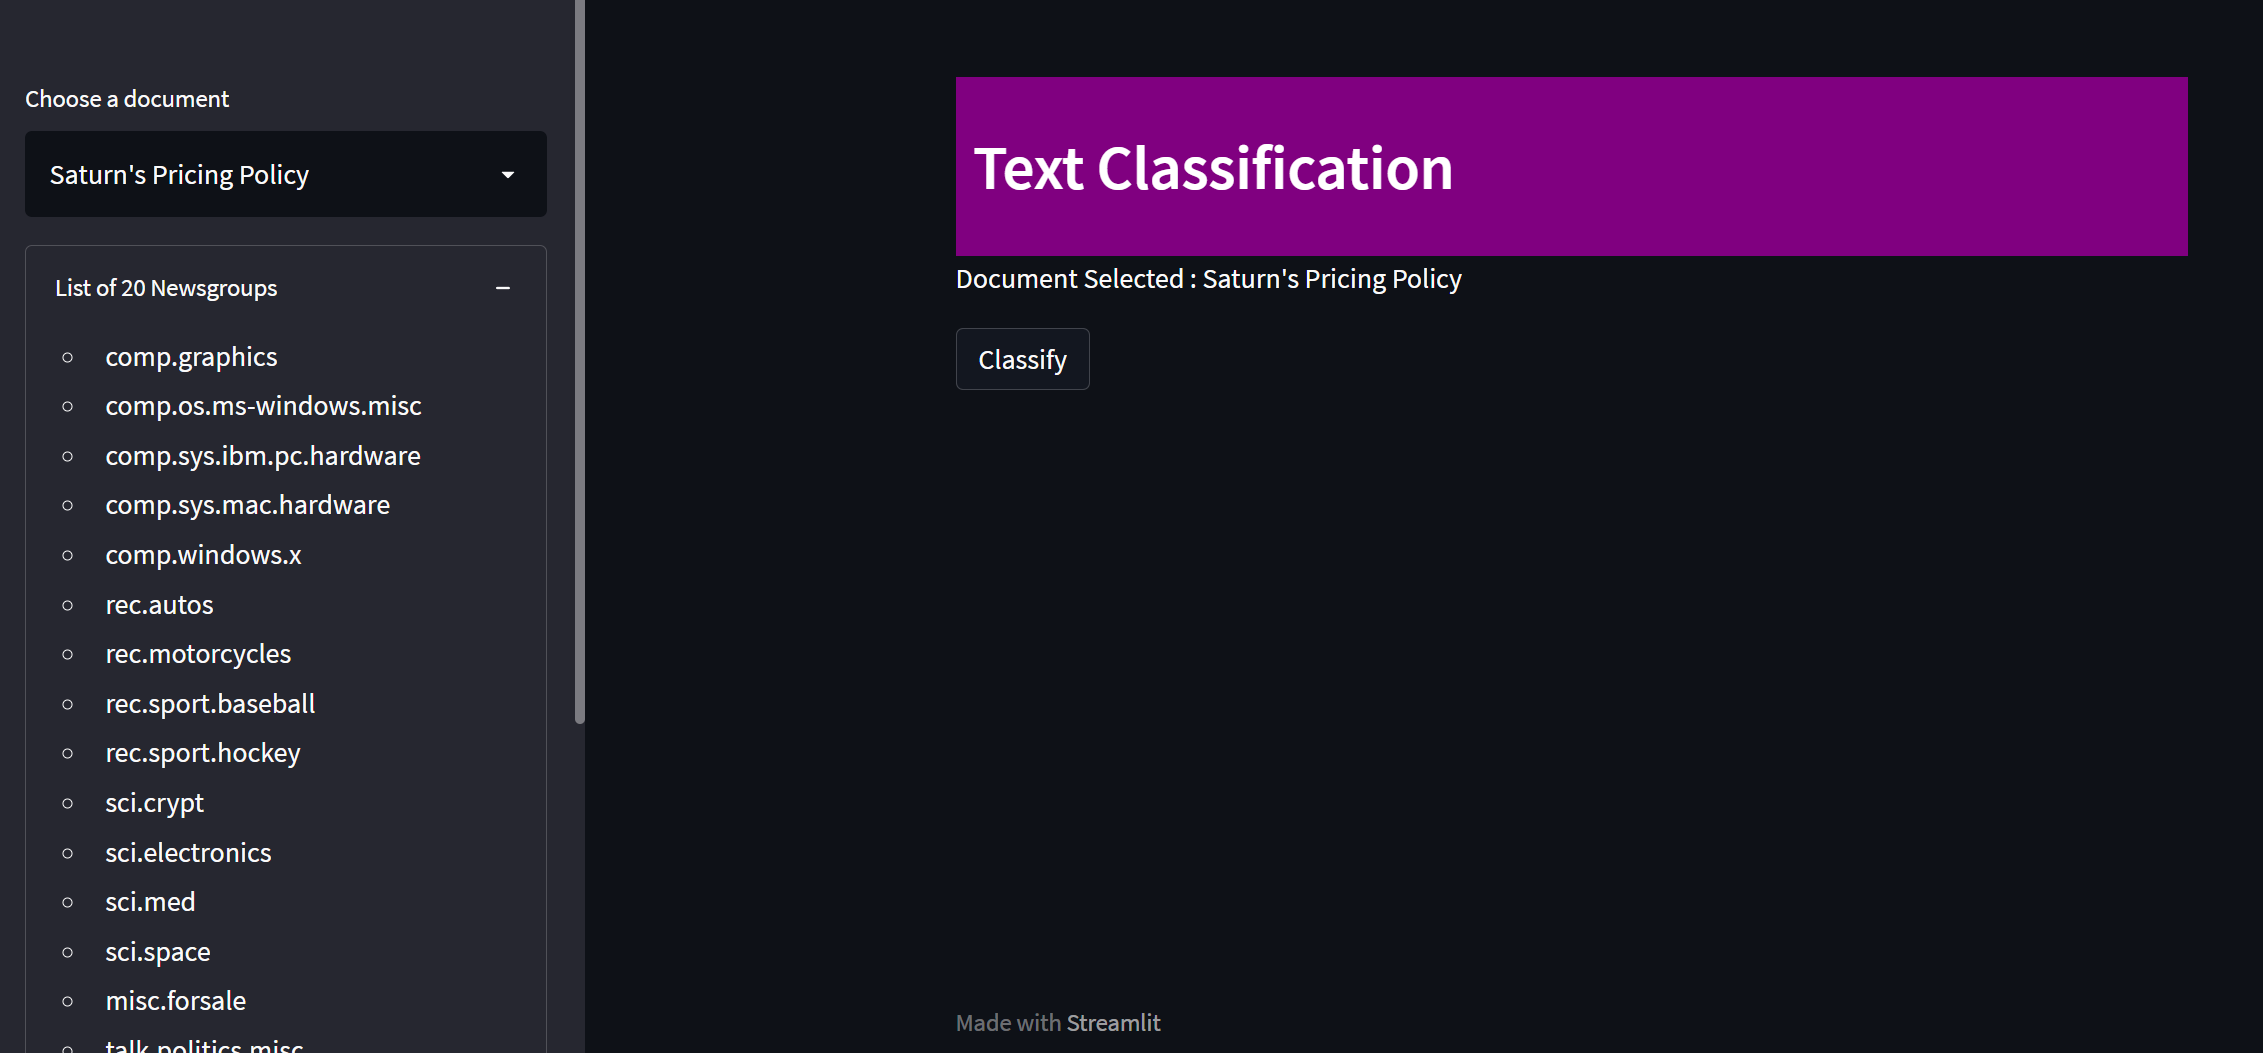 Choose a document
Saturn's Pricing Policy
List of 20 Newsgroups
comp.graphics
comp.os.ms-windows.misc
comp.sys.ibm.pc.hardware
comp.sys.mac.hardware
comp.windows.x
rec.autos
rec.motorcycles
rec.sport.baseball
rec.sport.hockey
sci.crypt
sci.electronics
sci.med
sci.space
misc.forsale
talk.politics.misc
Text Classification
Document Selected : Saturn's Pricing Policy
Classify
Made with Streamlit